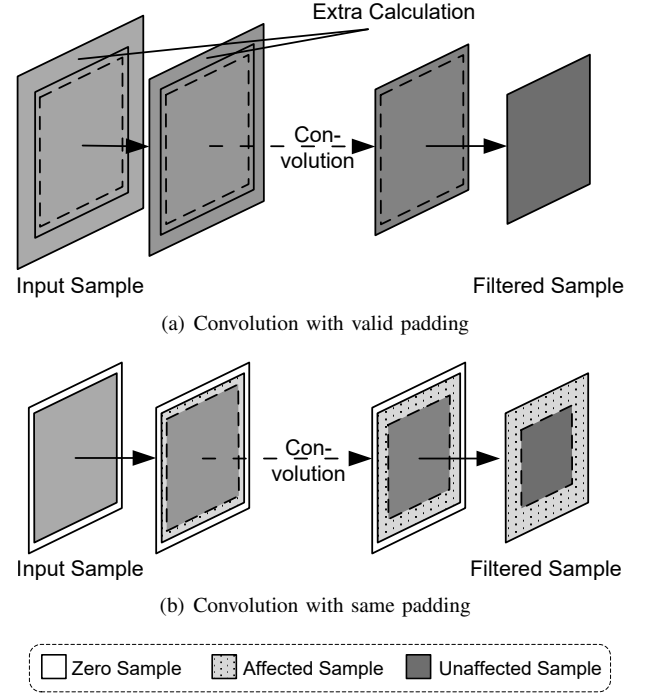 Extra Calculation
Con-
volution
Input Sample
Filtered Sample
(a) Convolution with valid padding
Con-
volution
Input Sample
Filtered Sample
(b) Convolution with same padding
Zero Sample
Affected Sample
Unaffected Sample